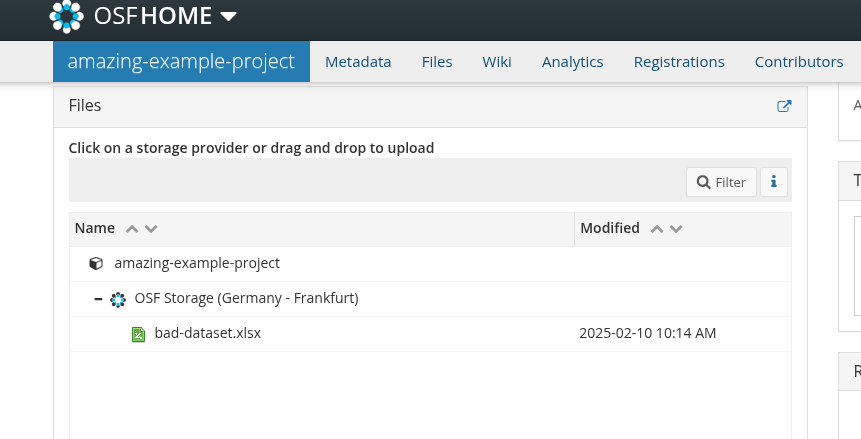 OSFHOME
amazing-example-project Metadata Files Wiki Analytics Registrations Contributors
Files
Click on a storage provider or drag and drop to upload
Filter i
Name Modified
amazing-example-project
OSF Storage (Germany - Frankfurt)
bad-dataset.xlsx 2025-02-10 10:14 AM
A
T
R